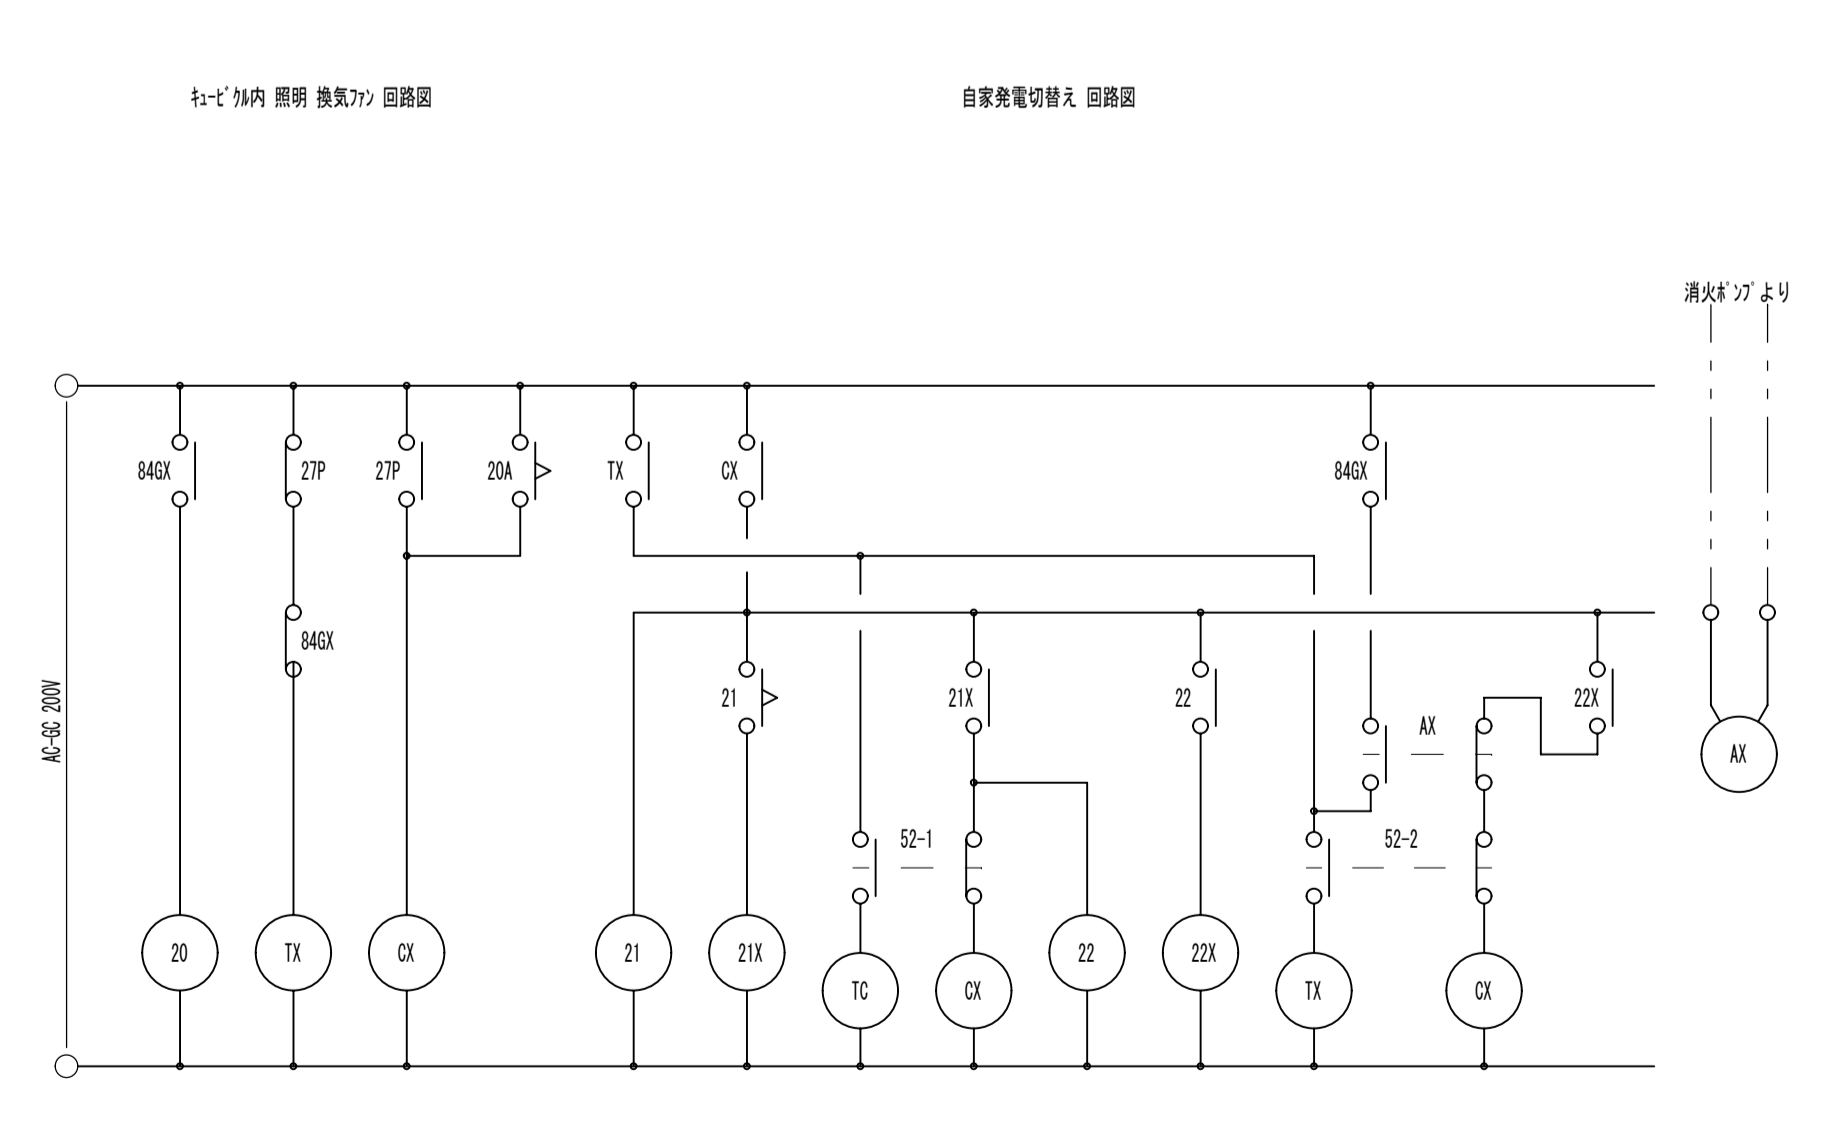 ｷｭｰﾋﾞｸﾙ内 照明 換気ﾌｧﾝ 回路図
自家発電切替え 回路図
消火ﾎﾟﾝﾌﾟより
84GX
27P
27P
20A
TX
CX
84GX
84GX
AC-GC 200V
21
21X
22
22X
AX
AX
52-1
52-2
20
TX
CX
21
21X
22
22X
TC
CX
TX
CX